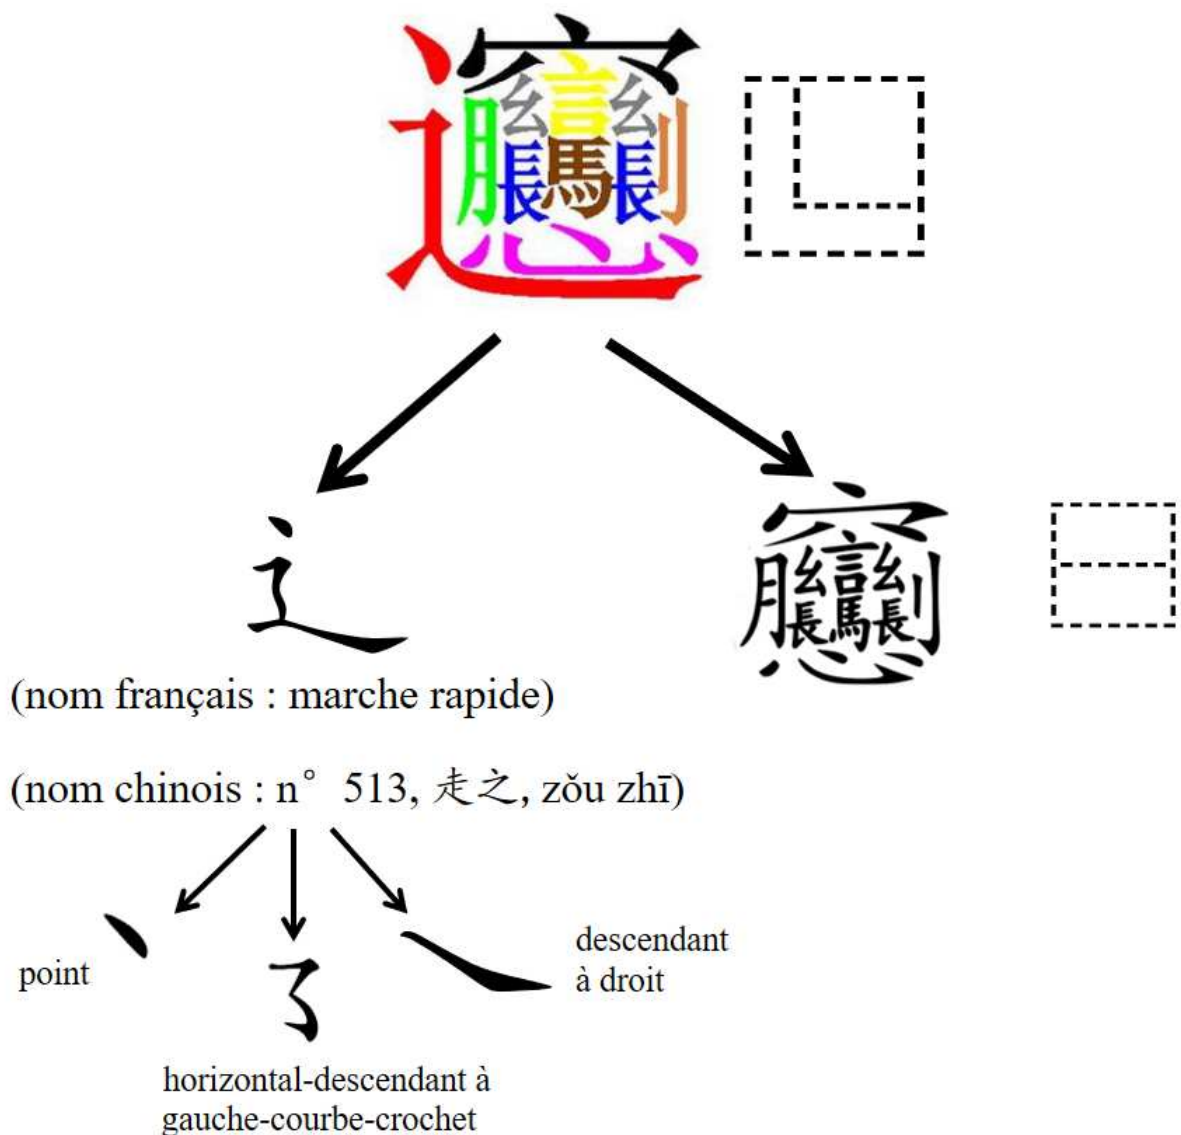 𰻞
辶
(nom français : marche rapide)
(nom chinois : n° 513, 走之, zǒu zhī)
point
descendant
à droit
horizontal-descendant à
gauche-courbe-crochet